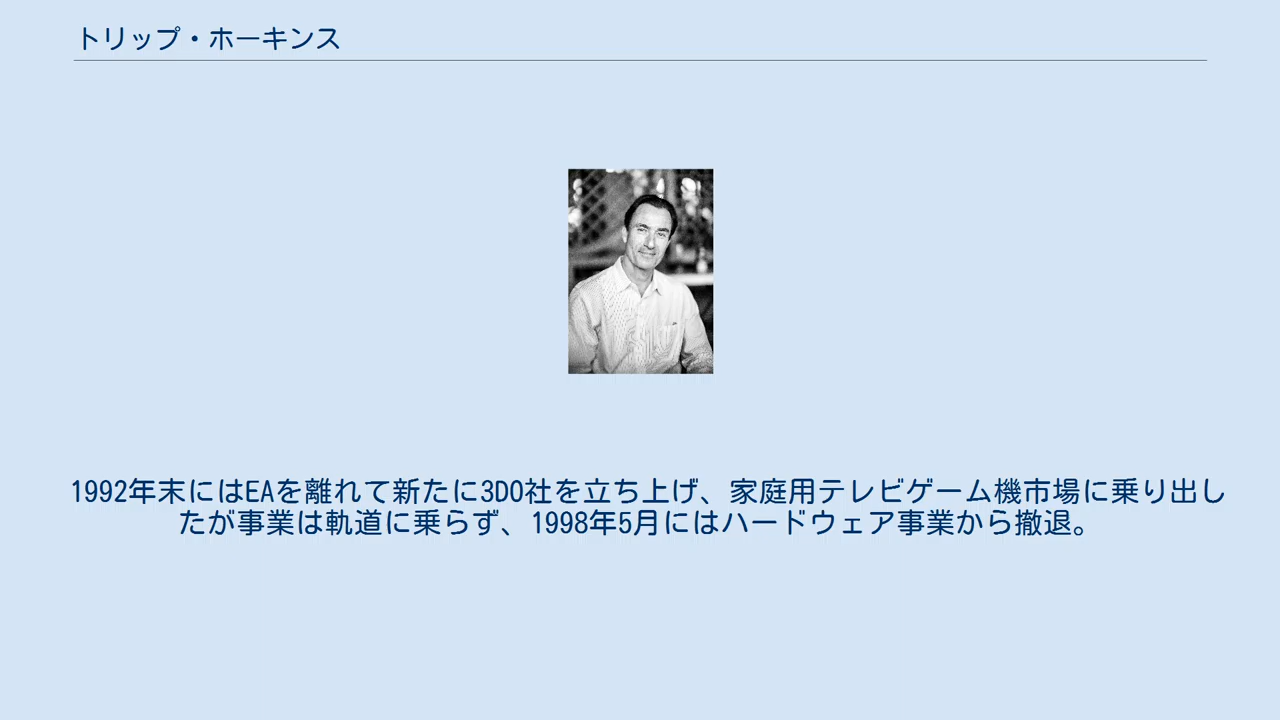 トリップ・ホーキンス
1992年末にはEAを離れて新たに3DO社を立ち上げ、家庭用テレビゲーム機市場に乗り出し
たが事業は軌道に乗らず、1998年5月にはハードウェア事業から撤退。